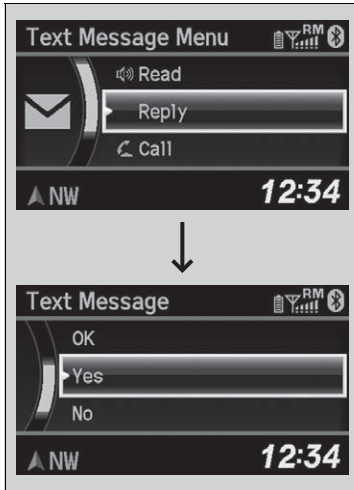 Text Message Menu RM
Read
Reply
Call
NW 12:34
Text Message RM
OK
Yes
No
NW 12:34